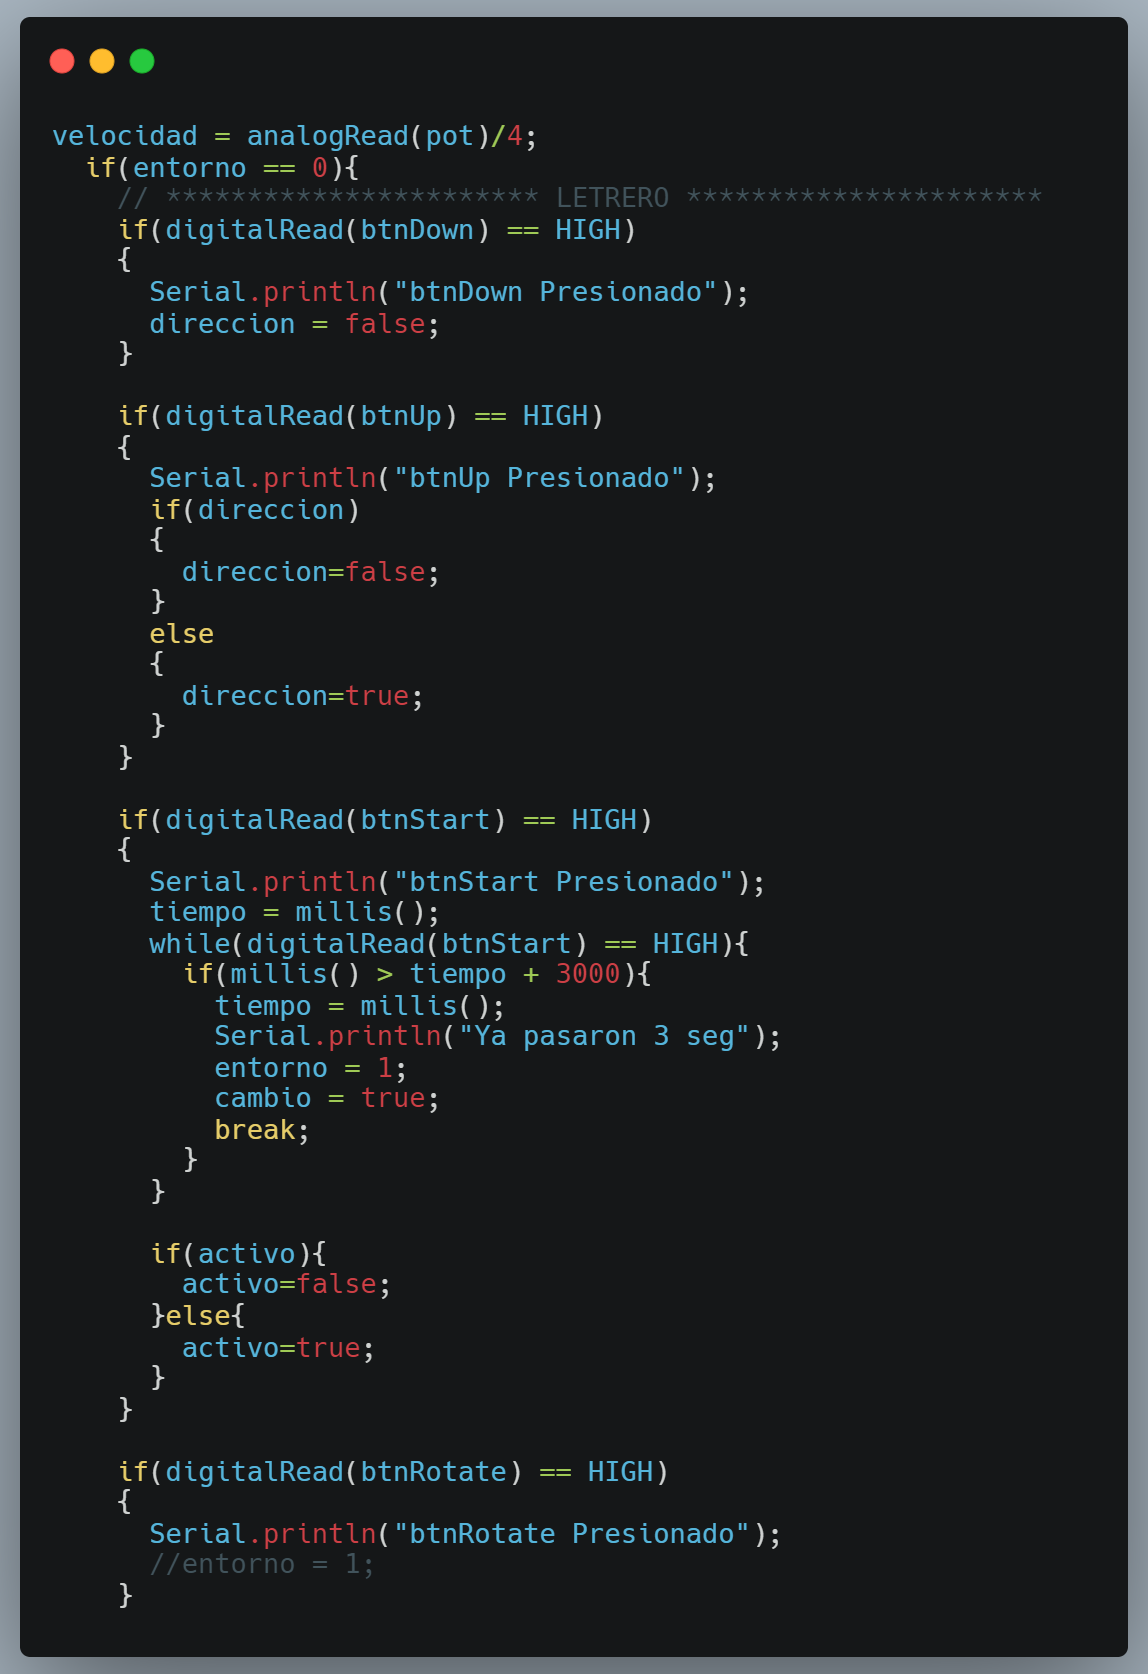 velocidad = analogRead(pot)/4;
  if(entorno == 0){
    // *********************** LETRERO **********************
    if(digitalRead(btnDown) == HIGH)
    {
      Serial.println("btnDown Presionado");
      direccion = false;
    }

    if(digitalRead(btnUp) == HIGH)
    {
      Serial.println("btnUp Presionado");
      if(direccion)
      {
        direccion=false;
      }
      else
      {
        direccion=true;
      }
    }

    if(digitalRead(btnStart) == HIGH)
    {
      Serial.println("btnStart Presionado");
      tiempo = millis();
      while(digitalRead(btnStart) == HIGH){
        if(millis() > tiempo + 3000){
          tiempo = millis();
          Serial.println("Ya pasaron 3 seg");
          entorno = 1;
          cambio = true;
          break;
        }
      }

      if(activo){
        activo=false;
      }else{
        activo=true;
      }
    }

    if(digitalRead(btnRotate) == HIGH)
    {
      Serial.println("btnRotate Presionado");
      //entorno = 1;
    }